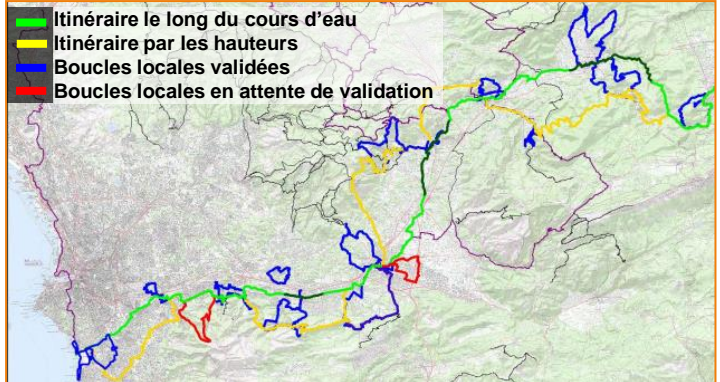 Itinéraire le long du cours d’eau
Itinéraire par les hauteurs
Boucles locales validées
Boucles locales en attente de validation